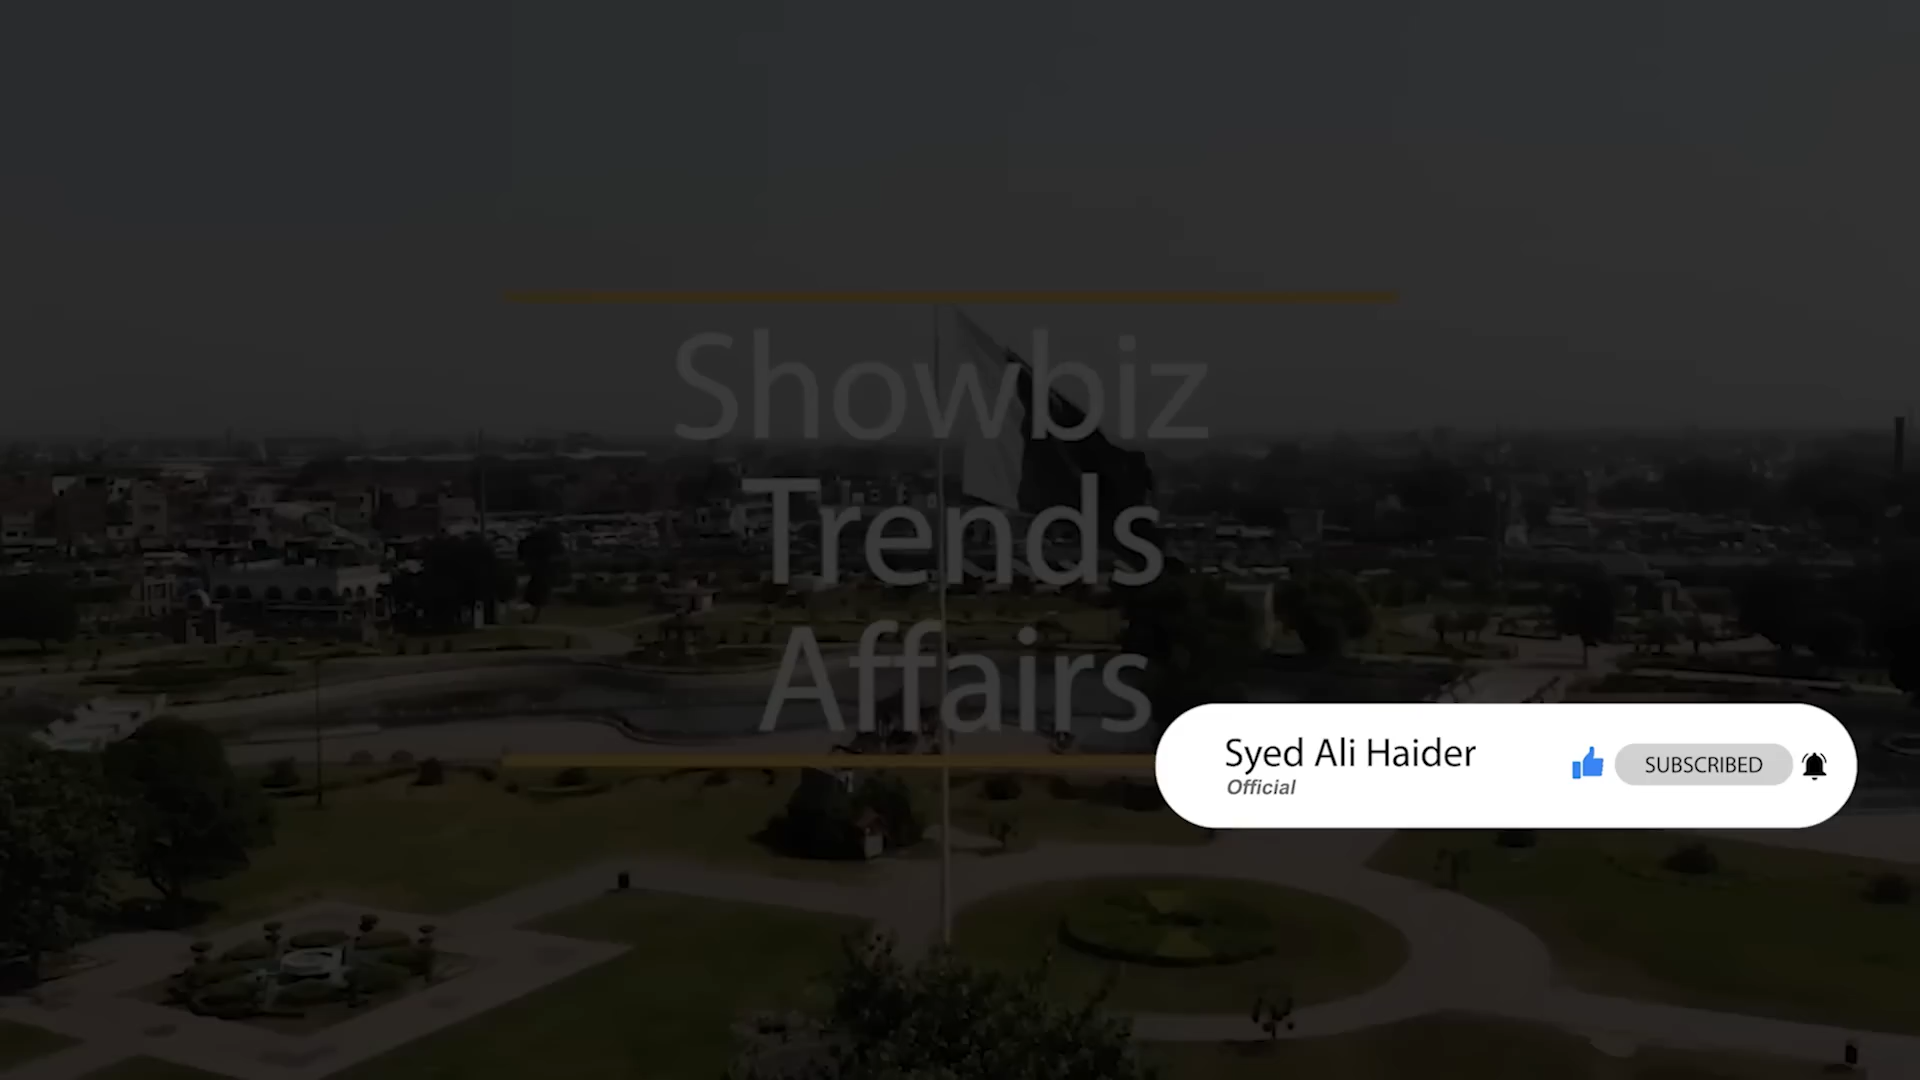 Showbiz
Trends
Affairs
Syed Ali Haider
Official
SUBSCRIBED